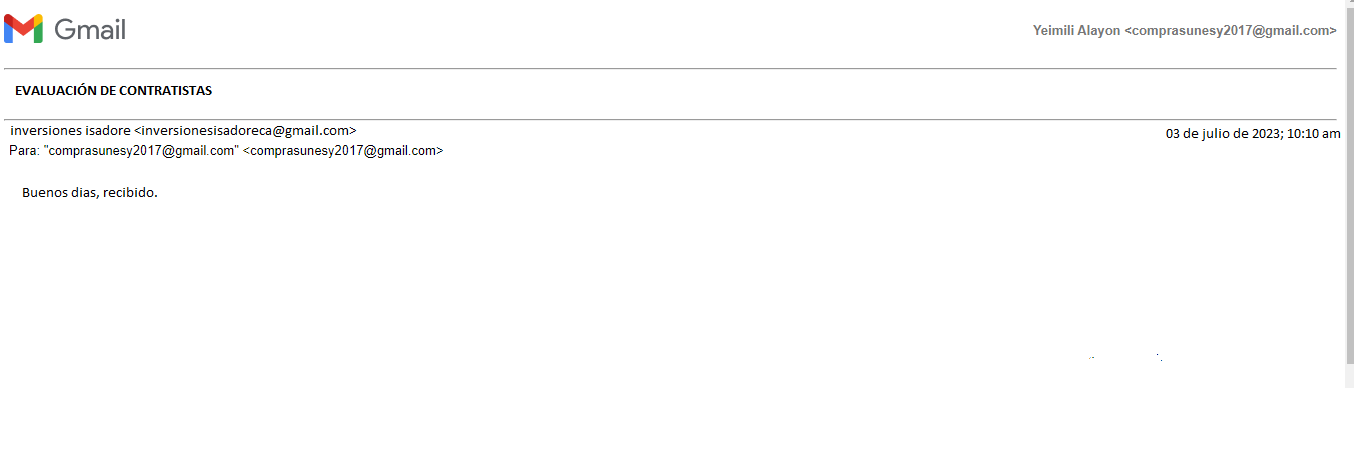 Gmail
Yeimili Alayon <comprasunesy2017@gmail.com>
EVALUACIÓN DE CONTRATISTAS
inversiones isadore <inversionesisadoreca@gmail.com>
03 de julio de 2023; 10:10 am
Para: "comprasunesy2017@gmail.com" <comprasunesy2017@gmail.com>
Buenos dias, recibido.